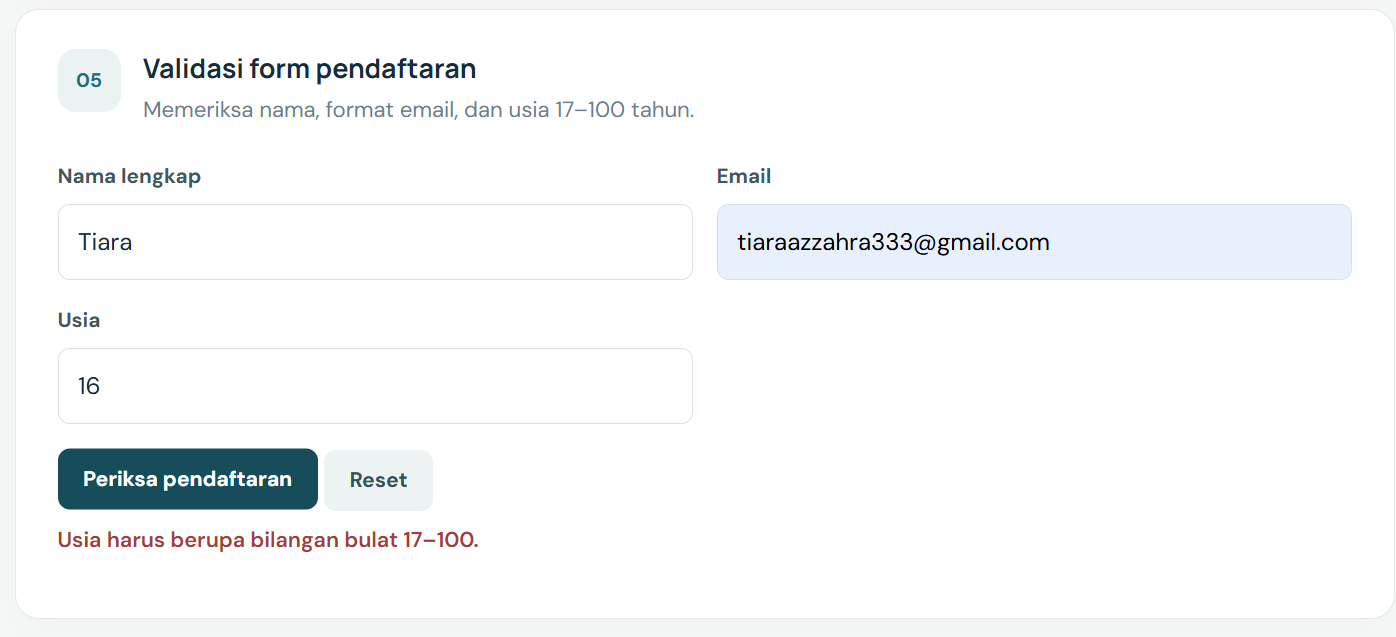 05
Validasi form pendaftaran
Memeriksa nama, format email, dan usia 17–100 tahun.
Nama lengkap
Email
Tiara
tiaraazzahra333@gmail.com
Usia
16
Periksa pendaftaran
Reset
Usia harus berupa bilangan bulat 17–100.